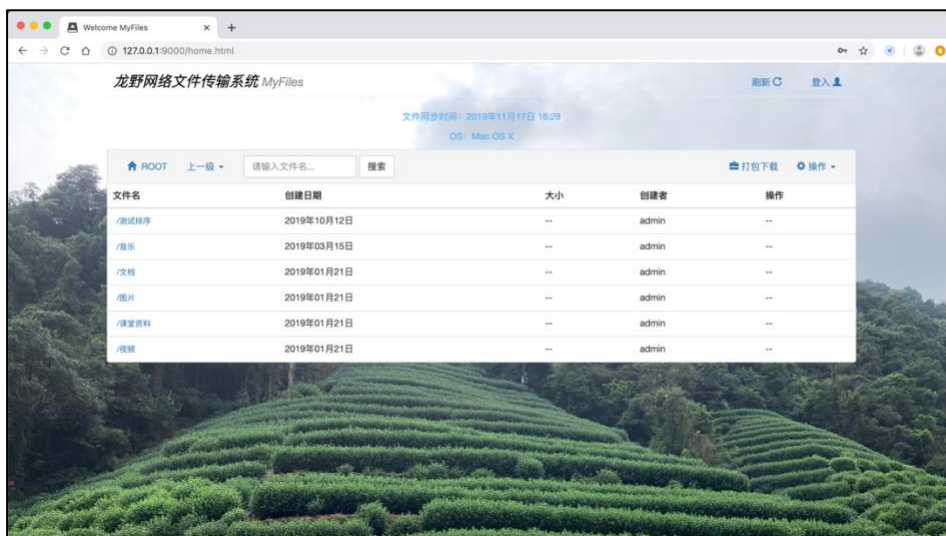 Welcome MyFiles
127.0.0.1:9000/home.html
龙野网络文件传输系统 MyFiles 刷新 登入
文件同步时间：2019年11月17日 16:28
OS：Mac OS X
ROOT 上一级 请输入文件名... 搜索 打包下载 操作
文件名 创建日期 大小 创建者 操作
/测试排序 2019年10月12日 -- admin --
/音乐 2019年03月15日 -- admin --
/文档 2019年01月21日 -- admin --
/图片 2019年01月21日 -- admin --
/课堂资料 2019年01月21日 -- admin --
/视频 2019年01月21日 -- admin --